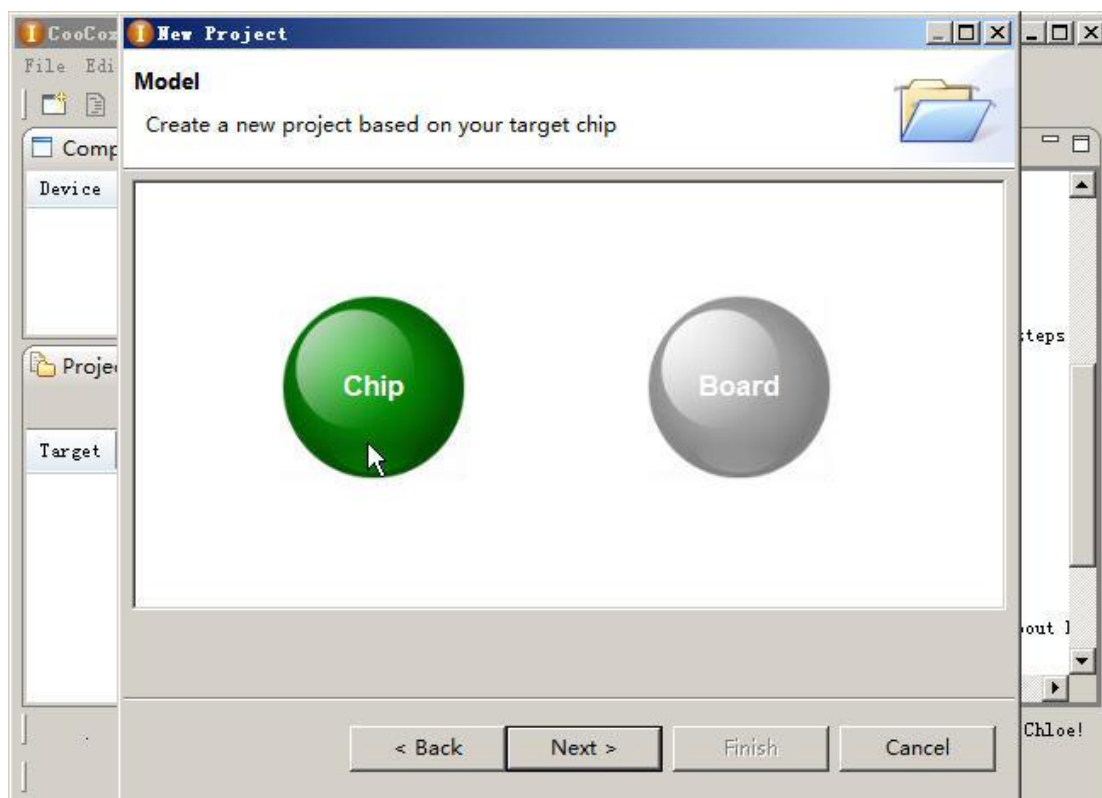 CooCox
New Project
File Edi
Model
Create a new project based on your target chip
Comp
Device
steps
Projec
Chip
Board
Target
out l
< Back
Next >
Finish
Cancel
Chloe!